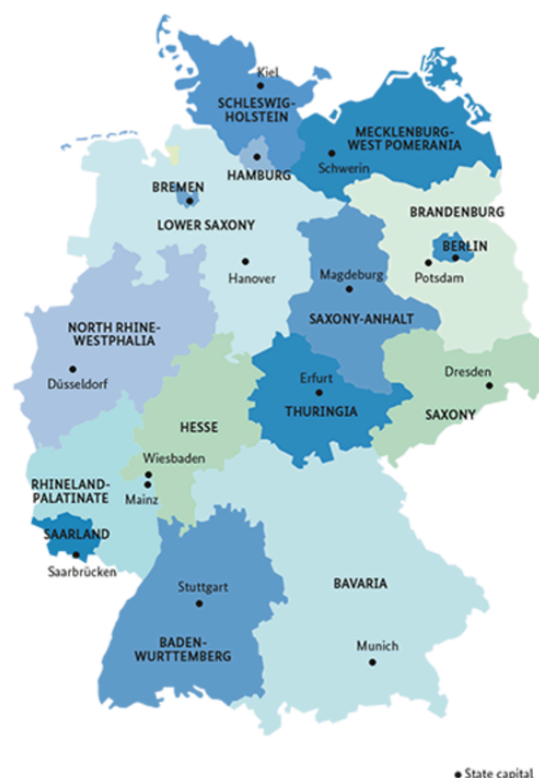 Kiel
SCHLESWIG-
HOLSTEIN
MECKLENBURG-
WEST POMERANIA
Schwerin
HAMBURG
BREMEN
LOWER SAXONY
Hanover
BRANDENBURG
BERLIN
Potsdam
Magdeburg
SAXONY-ANHALT
NORTH RHINE-
WESTPHALIA
Düsseldorf
HESSE
Wiesbaden
Erfurt
THURINGIA
Dresden
SAXONY
RHINELAND-
PALATINATE
Mainz
SAARLAND
Saarbrücken
Stuttgart
BADEN-
WURTTEMBERG
BAVARIA
Munich
State capital